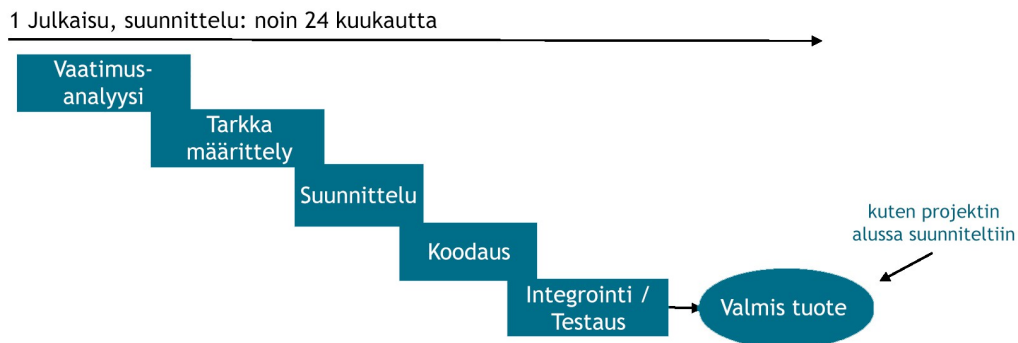 1 Julkaisu, suunnittelu: noin 24 kuukautta
Vaatimus-
analyysi
Tarkka
määrittely
Suunnittelu
Koodaus
Integrointi /
Testaus
Valmis tuote
kuten projektin
alussa suunniteltiin